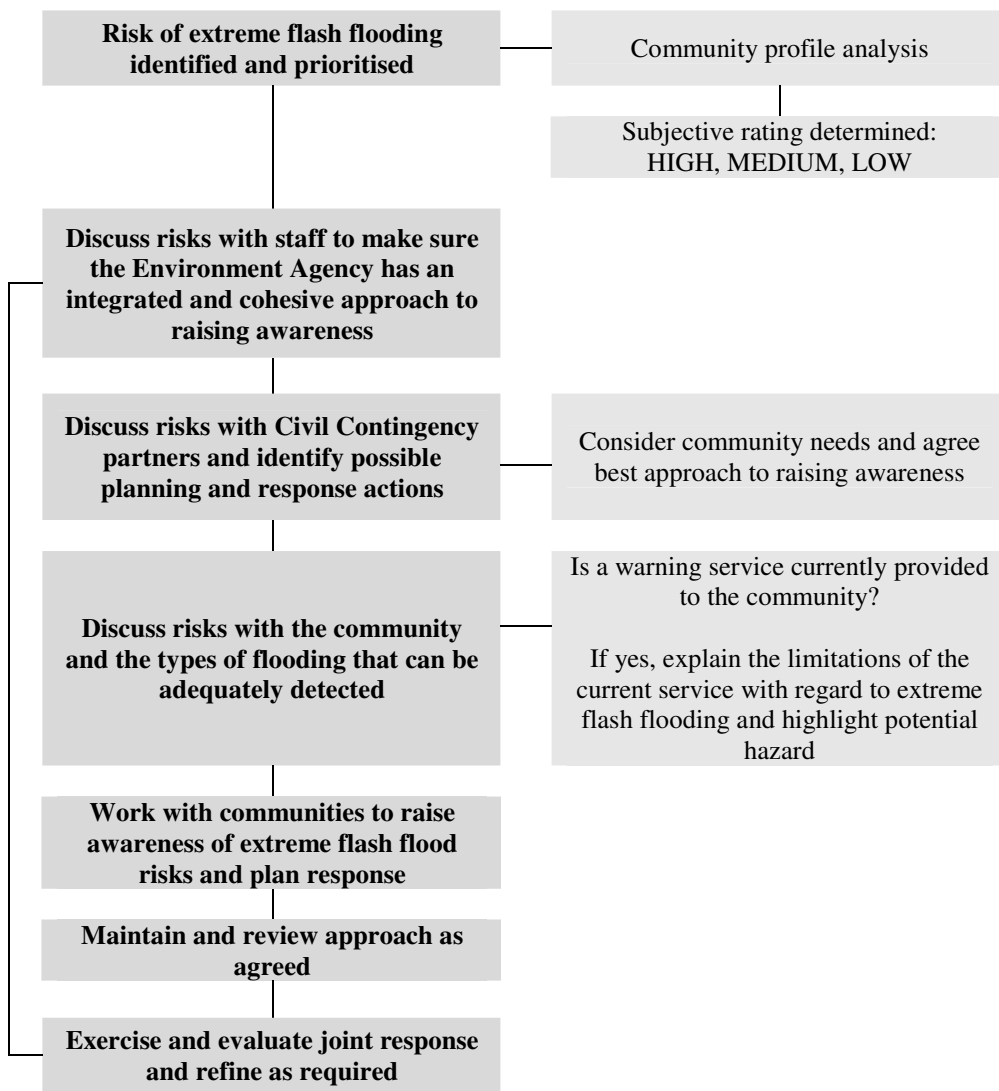 Risk of extreme flash flooding
identified and prioritised
Community profile analysis
Subjective rating determined:
HIGH, MEDIUM, LOW
Discuss risks with staff to make sure
the Environment Agency has an
integrated and cohesive approach to
raising awareness
Discuss risks with Civil Contingency
partners and identify possible
planning and response actions
Consider community needs and agree
best approach to raising awareness
Discuss risks with the community
and the types of flooding that can be
adequately detected
Is a warning service currently provided
to the community?
If yes, explain the limitations of the
current service with regard to extreme
flash flooding and highlight potential
hazard
Work with communities to raise
awareness of extreme flash flood
risks and plan response
Maintain and review approach as
agreed
Exercise and evaluate joint response
and refine as required